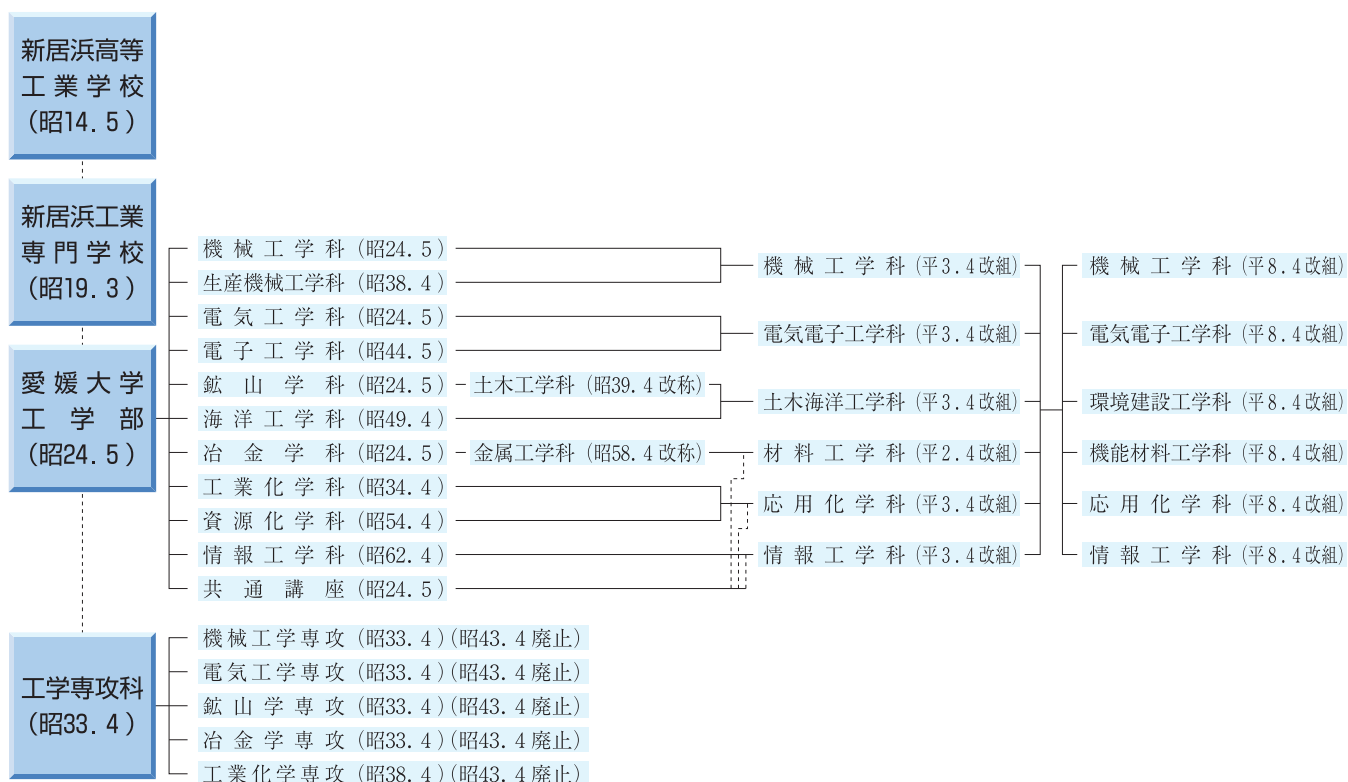 新居浜高等
工業学校
(昭14.5)
新居浜工業
専門学校
(昭19.3)
愛媛大学
工学部
(昭24.5)
機械工学科(昭24.5)
生産機械工学科(昭38.4)
電気工学科(昭24.5)
電子工学科(昭44.5)
鉱山学科(昭24.5) 土木工学科(昭39.4改称)
海洋工学科(昭49.4)
冶金学科(昭24.5) 金属工学科(昭58.4改称)
工業化学科(昭34.4)
資源化学科(昭54.4)
情報工学科(昭62.4)
共通講座(昭24.5)
機械工学科(平3.4改組) 機械工学科(平8.4改組)
電気電子工学科(平3.4改組) 電気電子工学科(平8.4改組)
土木海洋工学科(平3.4改組) 環境建設工学科(平8.4改組)
材料工学科(平2.4改組) 機能材料工学科(平8.4改組)
応用化学科(平3.4改組) 応用化学科(平8.4改組)
情報工学科(平3.4改組) 情報工学科(平8.4改組)
工学専攻科
(昭33.4)
機械工学専攻(昭33.4)(昭43.4廃止)
電気工学専攻(昭33.4)(昭43.4廃止)
鉱山学専攻(昭33.4)(昭43.4廃止)
冶金学専攻(昭33.4)(昭43.4廃止)
工業化学専攻(昭38.4)(昭43.4廃止)